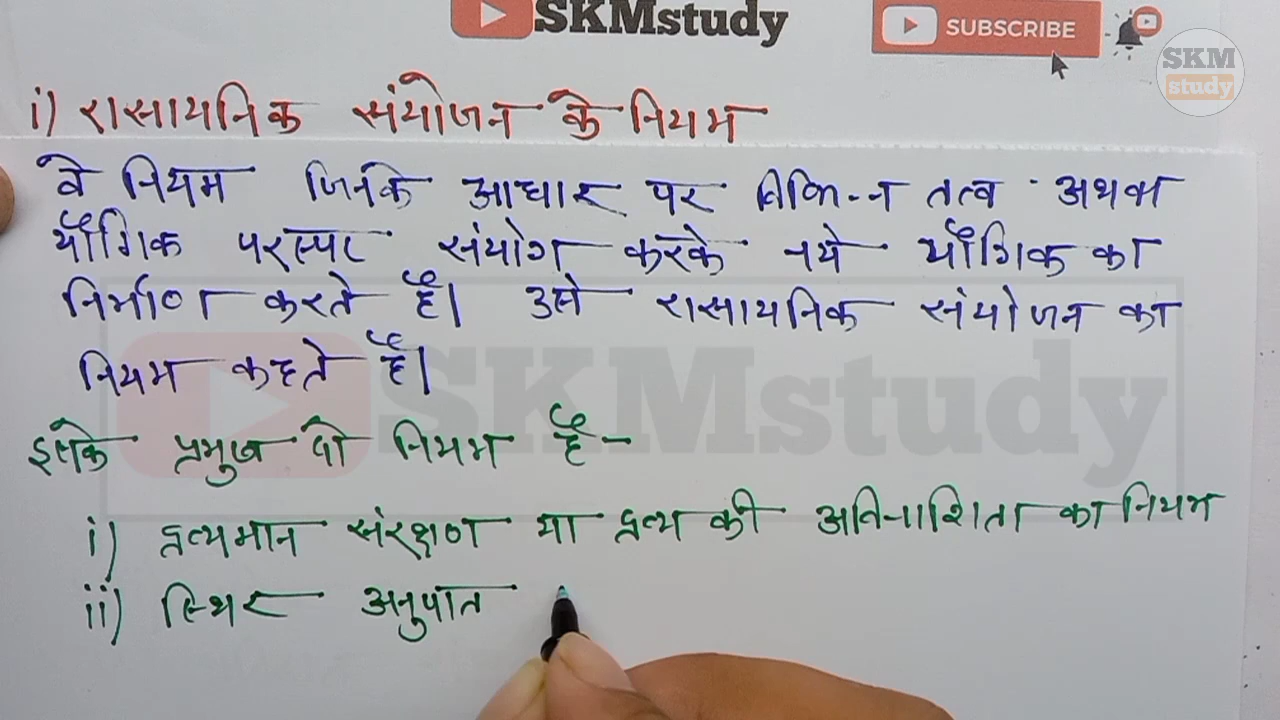 SKMstudy
SUBSCRIBE
SKM
study
i) रासायनिक संयोजन के नियम
वे नियम जिनके आधार पर विभिन्न तत्व अथवा
यौगिक परस्पर संयोग करके नये यौगिक का
निर्माण करते हैं। उसे रासायनिक संयोजन का
नियम कहते हैं।
इसके प्रमुख दो नियम हैं-
i) द्रव्यमान संरक्षण या द्रव्य की अविनाशिता का नियम
ii) स्थिर अनुपात
SKMstudy